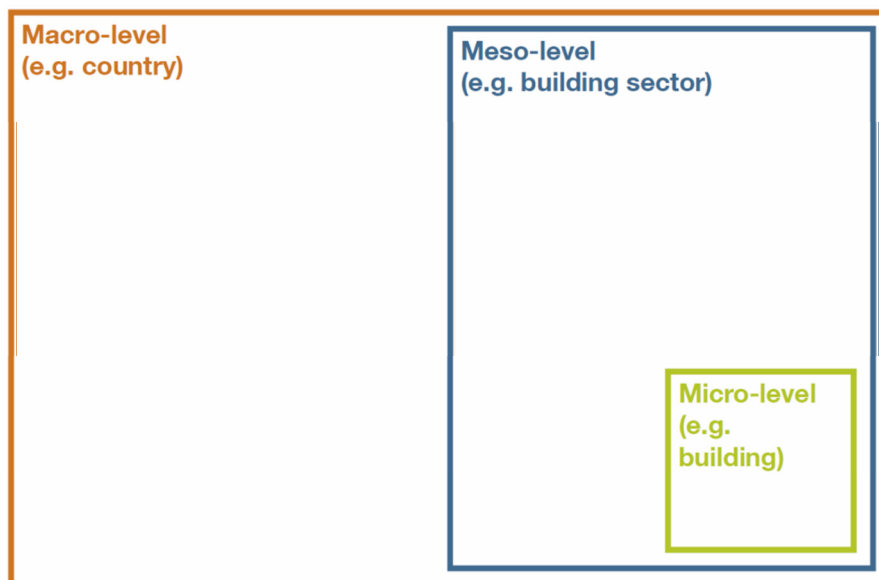 Macro-level
(e.g. country)
Meso-level
(e.g. building sector)
Micro-level
(e.g.
building)